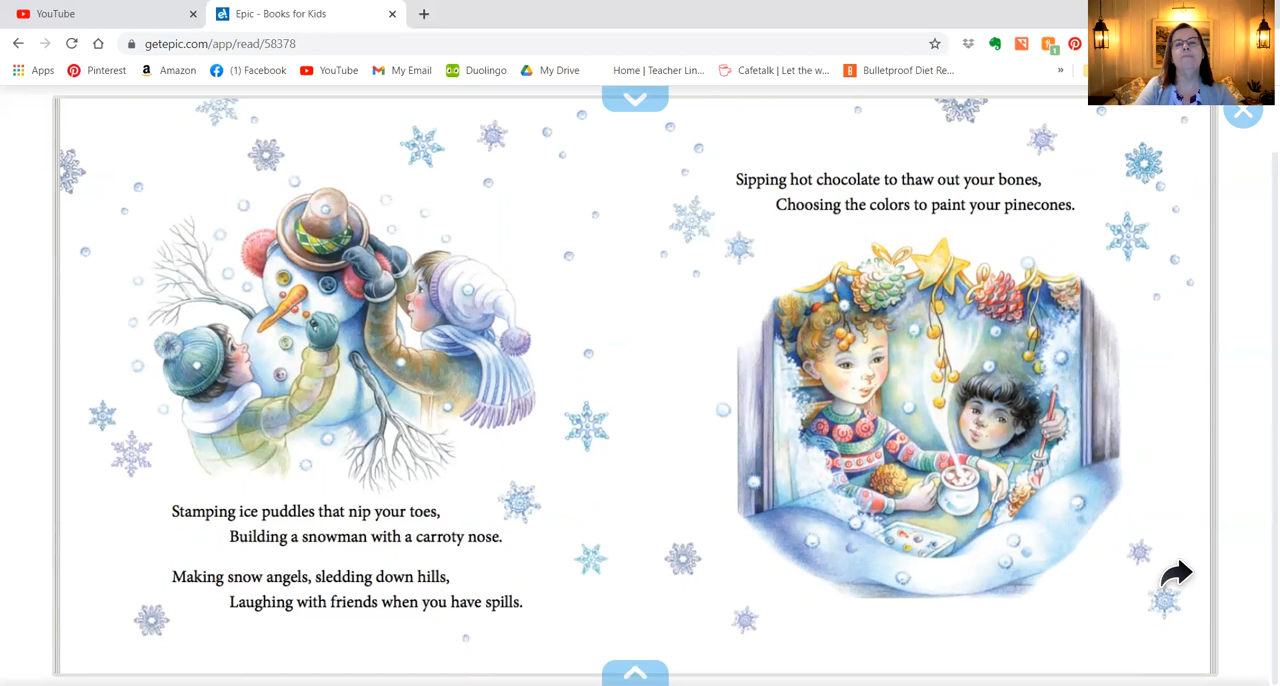 YouTube
Epic - Books for Kids
getepic.com/app/read/58378
1
Apps
Pinterest
Amazon
(1) Facebook
YouTube
My Email
Duolingo
My Drive
Home | Teacher Lin...
Cafetalk | Let the w...
Bulletproof Diet Re...
»
Stamping ice puddles that nip your toes,
Building a snowman with a carroty nose.
Making snow angels, sledding down hills,
Laughing with friends when you have spills.
Sipping hot chocolate to thaw out your bones,
Choosing the colors to paint your pinecones.